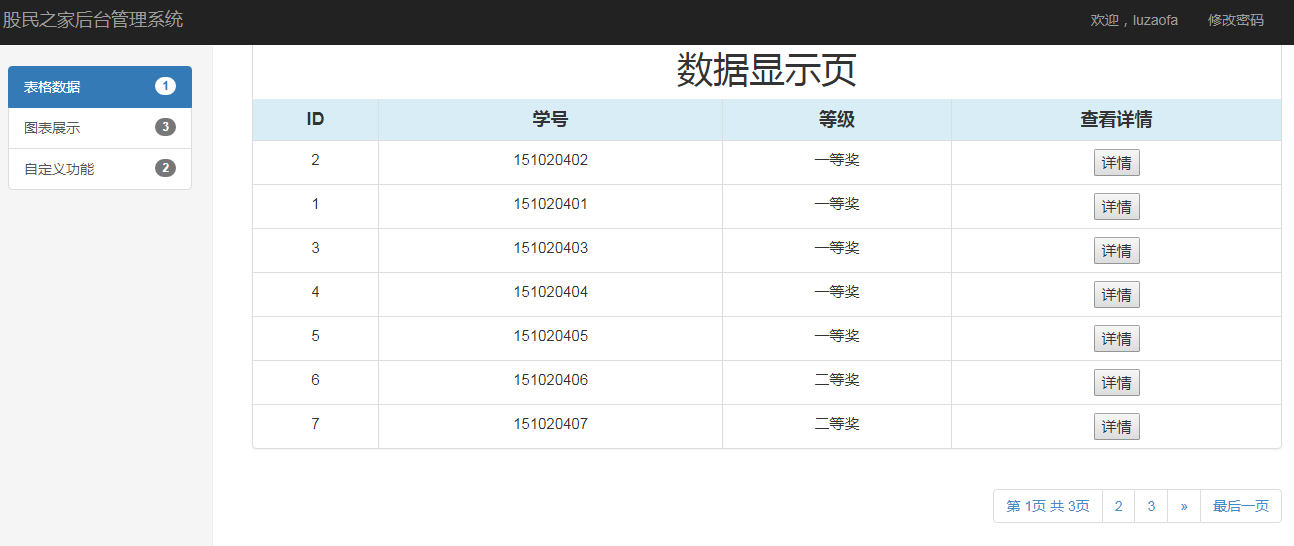 股民之家后台管理系统 欢迎，luzaofa 修改密码
表格数据 1
图表展示 3
自定义功能 2
数据显示页
ID 学号 等级 查看详情
2 151020402 一等奖 详情
1 151020401 一等奖 详情
3 151020403 一等奖 详情
4 151020404 一等奖 详情
5 151020405 一等奖 详情
6 151020406 二等奖 详情
7 151020407 二等奖 详情
第 1页 共 3页 2 3 » 最后一页